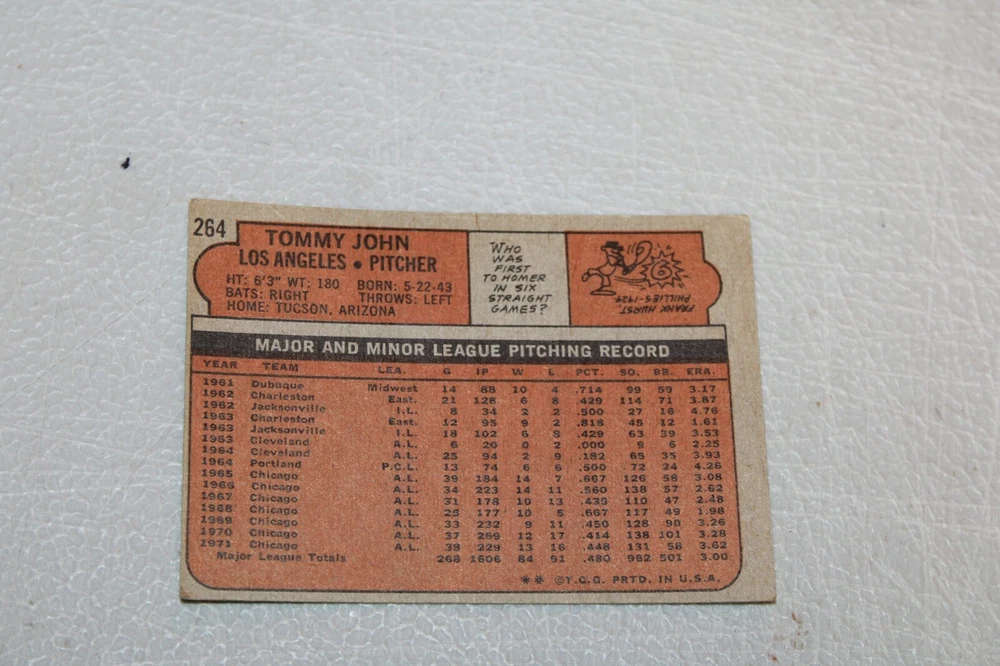 264
TOMMY JOHN
LOS ANGELES • PITCHER
HT: 6'3" WT: 180 BORN: 5-22-43
BATS: RIGHT THROWS: LEFT
HOME: TUCSON, ARIZONA
WHO
WAS
FIRST
TO HOMER
IN SIX
STRAIGHT
GAMES?
6
FRANK HURST
PHILLIES-1929
MAJOR AND MINOR LEAGUE PITCHING RECORD
YEAR TEAM LEA. G IP W L PCT. SO. BB. ERA.
1961 Dubuque Midwest 14 88 10 4 .714 99 59 3.17
1962 Charleston East. 21 128 6 8 .429 114 71 3.87
1962 Jacksonville I.L. 8 34 2 2 .500 27 16 4.76
1963 Charleston East. 12 95 9 2 .818 45 12 1.61
1963 Jacksonville I.L. 18 102 6 8 .429 63 39 3.53
1963 Cleveland A.L. 6 20 0 2 .000 9 6 2.25
1964 Cleveland A.L. 25 94 2 9 .182 65 35 3.93
1964 Portland P.C.L. 13 74 6 6 .500 72 24 4.26
1965 Chicago A.L. 39 184 14 7 .667 126 58 3.08
1966 Chicago A.L. 34 223 14 11 .560 138 57 2.62
1967 Chicago A.L. 31 178 10 13 .435 110 47 2.48
1968 Chicago A.L. 25 177 10 5 .667 117 49 1.98
1969 Chicago A.L. 33 232 9 11 .450 128 90 3.26
1970 Chicago A.L. 37 269 12 17 .414 138 101 3.28
1971 Chicago A.L. 38 229 13 16 .448 131 58 3.62
Major League Totals 268 1606 84 91 .480 962 501 3.00
** ©T.C.G. PRTD. IN U.S.A.